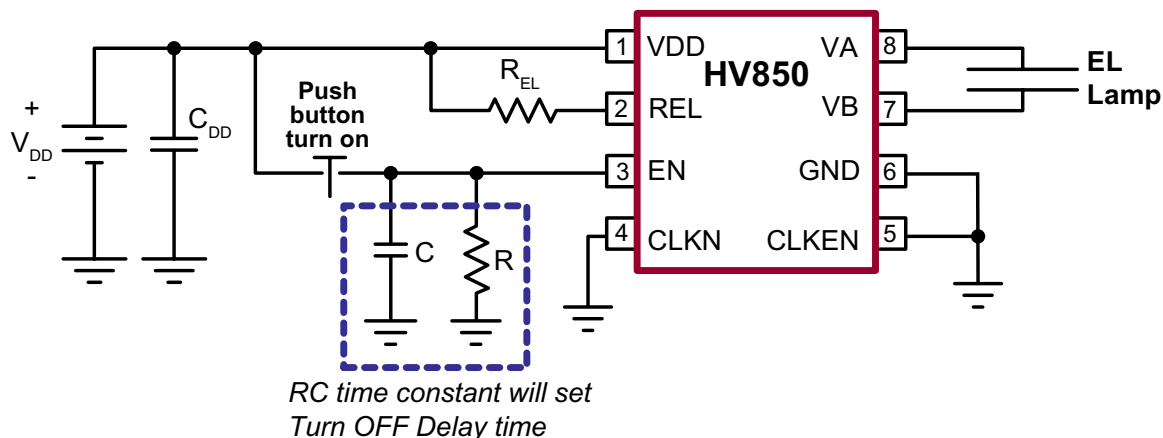 1 VDD
VA 8
HV850
EL
Lamp
R_EL
Push
button
turn on
2 REL
VB 7
+
V_DD
-
C_DD
3 EN
GND 6
4 CLKN
CLKEN 5
C
R
RC time constant will set
Turn OFF Delay time